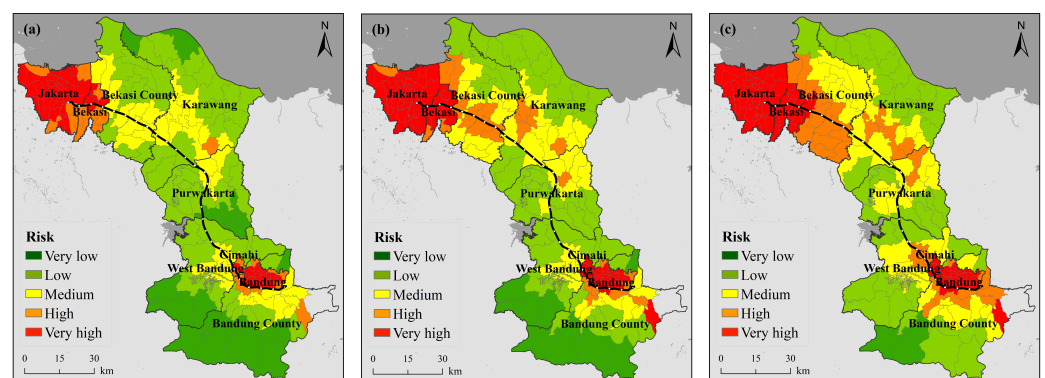 (a)
N
Jakarta
Bekasi
Bekasi County
Karawang
Purwakarta
Cimahi
West Bandung
Bandung
Bandung County
Risk
Very low
Low
Medium
High
Very high
0 15 30
km
(b)
N
Jakarta
Bekasi
Bekasi County
Karawang
Purwakarta
Cimahi
West Bandung
Bandung
Bandung County
Risk
Very low
Low
Medium
High
Very high
0 15 30
km
(c)
N
Jakarta
Bekasi
Bekasi County
Karawang
Purwakarta
Cimahi
West Bandung
Bandung
Bandung County
Risk
Very low
Low
Medium
High
Very high
0 15 30
km